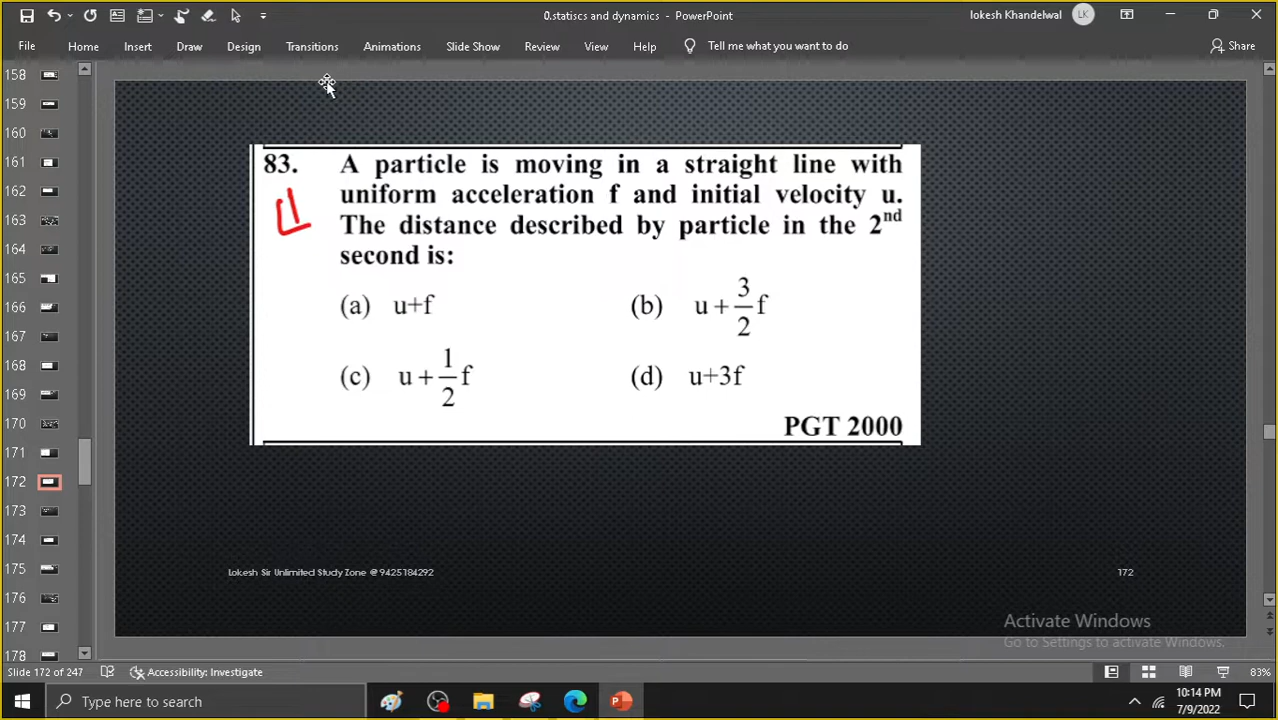 0.statiscs and dynamics - PowerPoint
lokesh Khandelwal
LK
File Home Insert Draw Design Transitions Animations Slide Show Review View Help Tell me what you want to do Share
158
159
160
161
162
163
164
165
166
167
168
169
170
171
172
173
174
175
176
177
178
83. A particle is moving in a straight line with
uniform acceleration f and initial velocity u.
The distance described by particle in the 2nd
second is:
(a) u+f
(b) u + 3/2 f
(c) u + 1/2 f
(d) u+3f
PGT 2000
Lokesh Sir Unlimited Study Zone @ 9425184292
172
Activate Windows
Go to Settings to activate Windows.
Slide 172 of 247
Accessibility: Investigate
83%
Type here to search
10:14 PM
7/9/2022